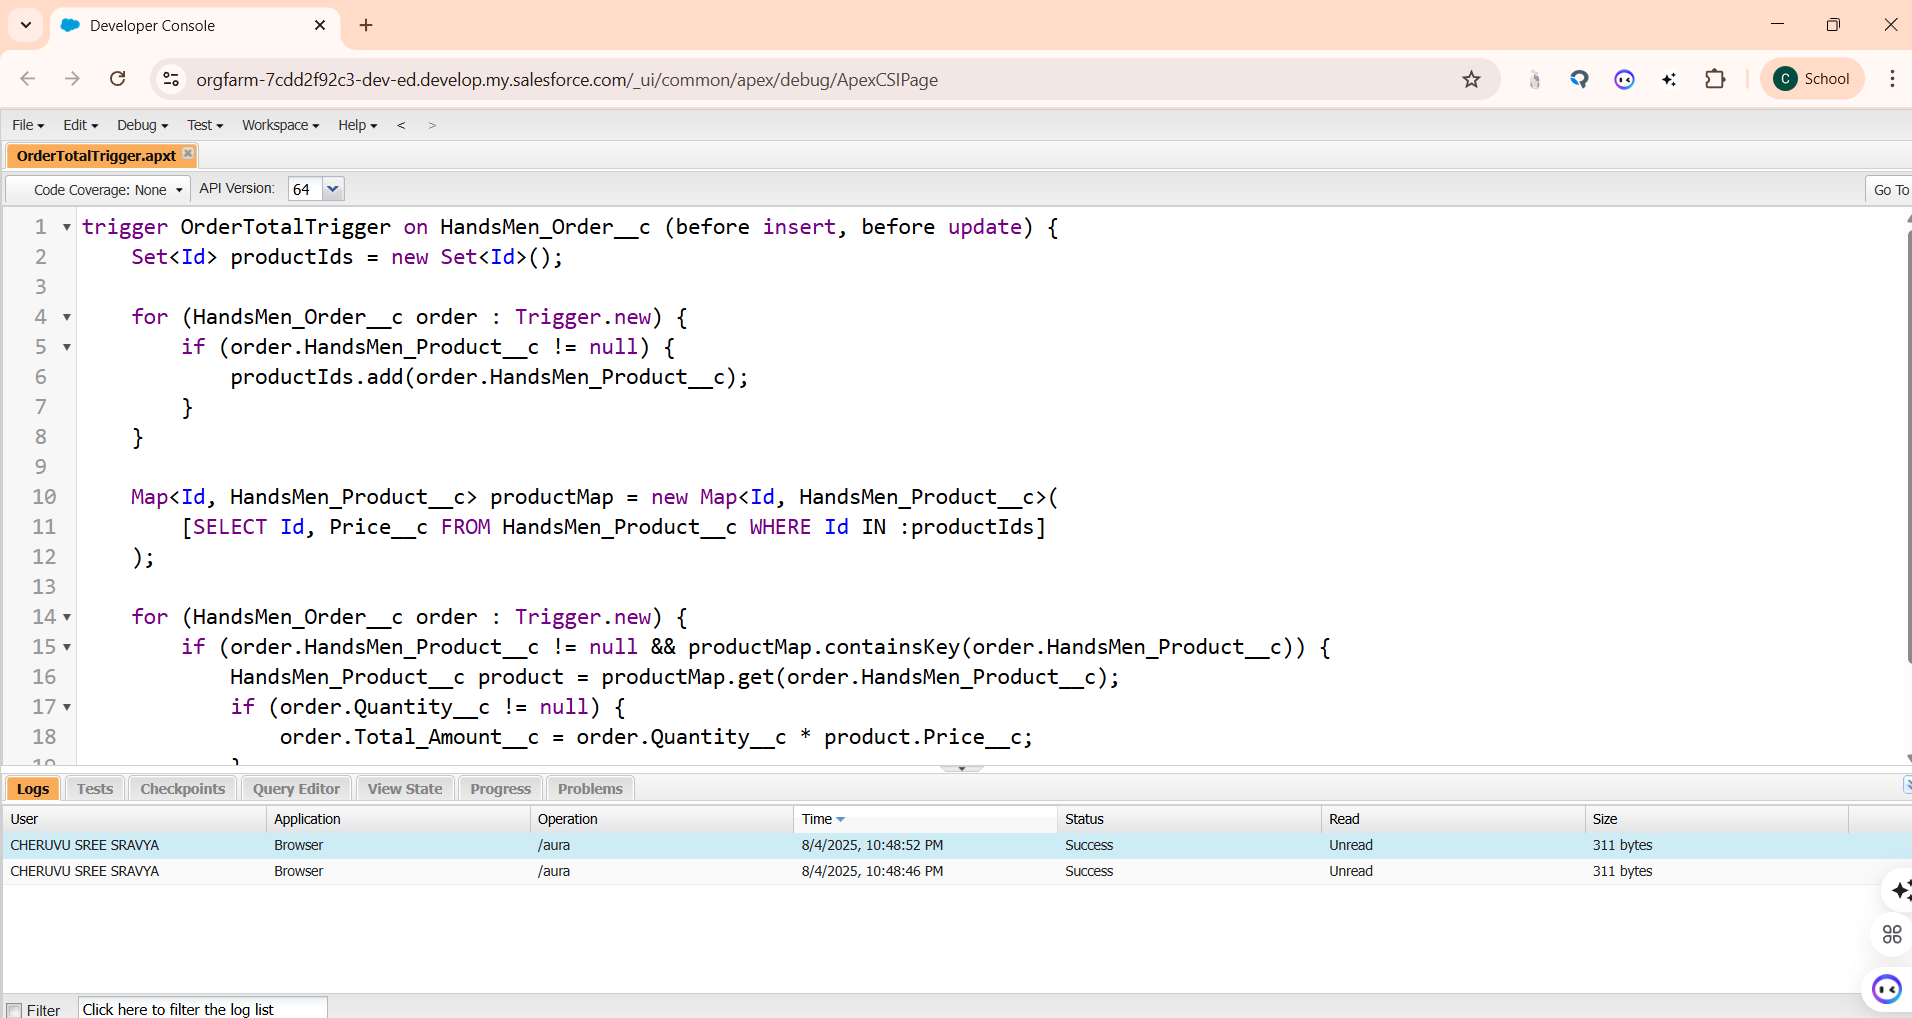 Developer Console
orgfarm-7cdd2f92c3-dev-ed.develop.my.salesforce.com/_ui/common/apex/debug/ApexCSIPage
C School
File Edit Debug Test Workspace Help < >
OrderTotalTrigger.apxt
Code Coverage: None API Version: 64 Go To
1 trigger OrderTotalTrigger on HandsMen_Order__c (before insert, before update) {
2 Set<Id> productIds = new Set<Id>();
3
4 for (HandsMen_Order__c order : Trigger.new) {
5 if (order.HandsMen_Product__c != null) {
6 productIds.add(order.HandsMen_Product__c);
7 }
8 }
9
10 Map<Id, HandsMen_Product__c> productMap = new Map<Id, HandsMen_Product__c>(
11 [SELECT Id, Price__c FROM HandsMen_Product__c WHERE Id IN :productIds]
12 );
13
14 for (HandsMen_Order__c order : Trigger.new) {
15 if (order.HandsMen_Product__c != null && productMap.containsKey(order.HandsMen_Product__c)) {
16 HandsMen_Product__c product = productMap.get(order.HandsMen_Product__c);
17 if (order.Quantity__c != null) {
18 order.Total_Amount__c = order.Quantity__c * product.Price__c;
Logs Tests Checkpoints Query Editor View State Progress Problems
User Application Operation Time Status Read Size
CHERUVU SREE SRAVYA Browser /aura 8/4/2025, 10:48:52 PM Success Unread 311 bytes
CHERUVU SREE SRAVYA Browser /aura 8/4/2025, 10:48:46 PM Success Unread 311 bytes
Filter Click here to filter the log list